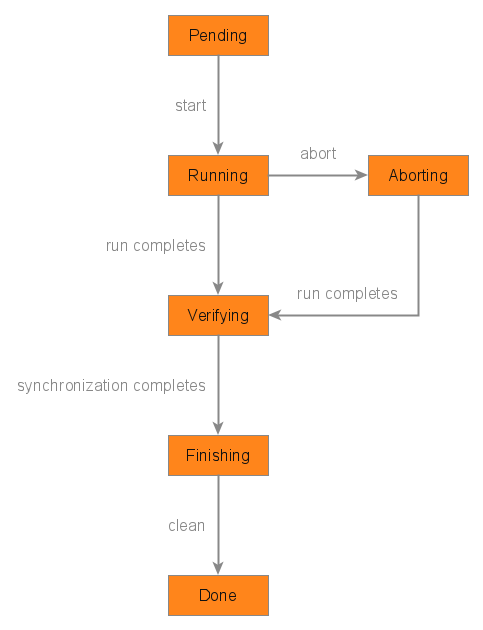 Pending
start
abort
Running
Aborting
run completes
run completes
Verifying
synchronization completes
Finishing
clean
Done